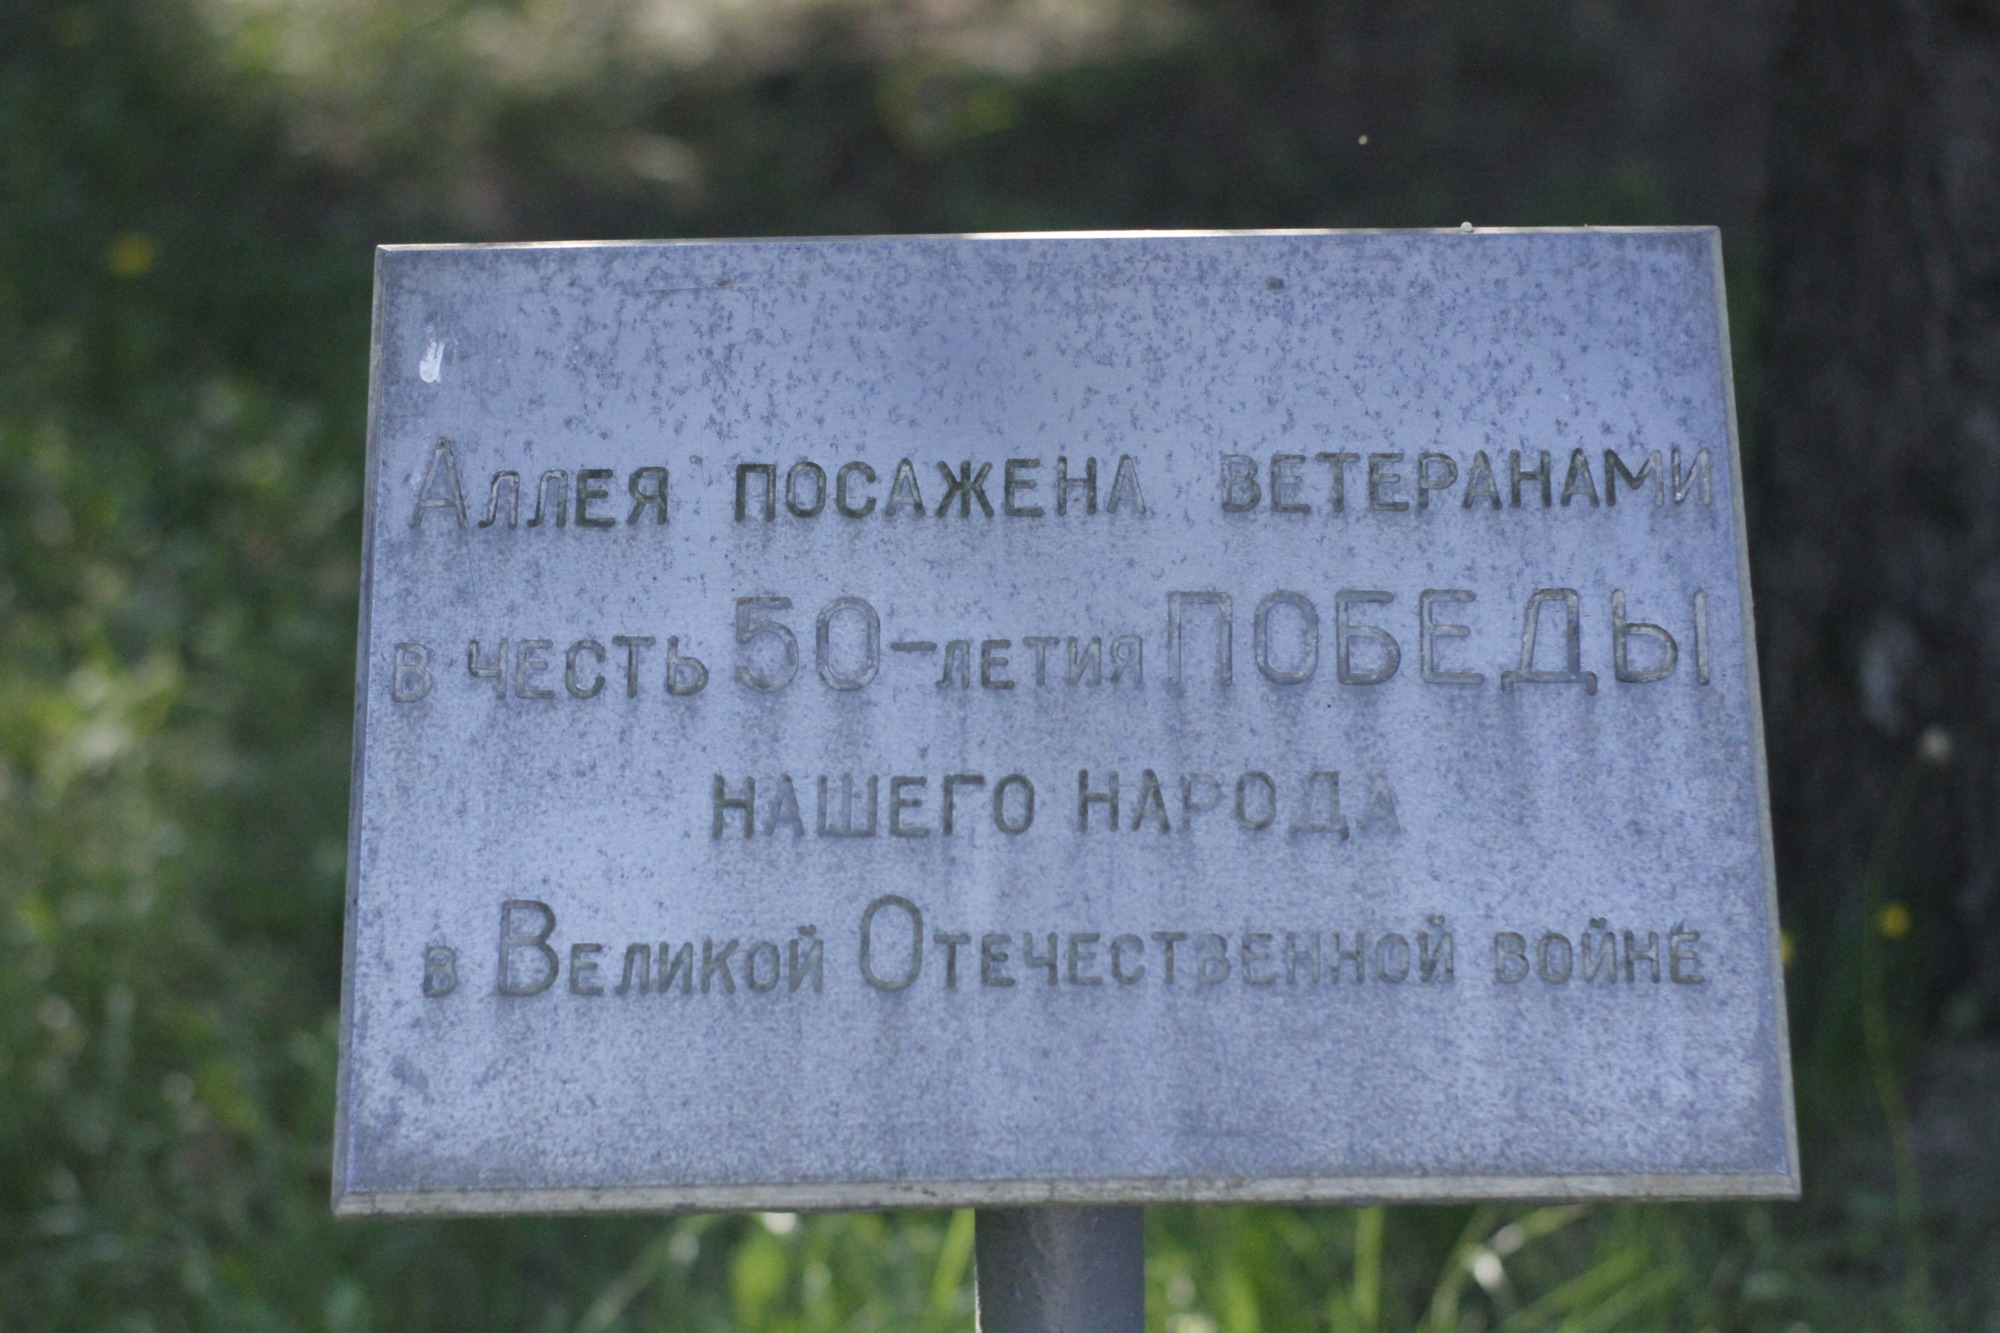 Аллея посажена ветеранами
в честь 50-летия ПОБЕДЫ
нашего народа
в Великой Отечественной войне